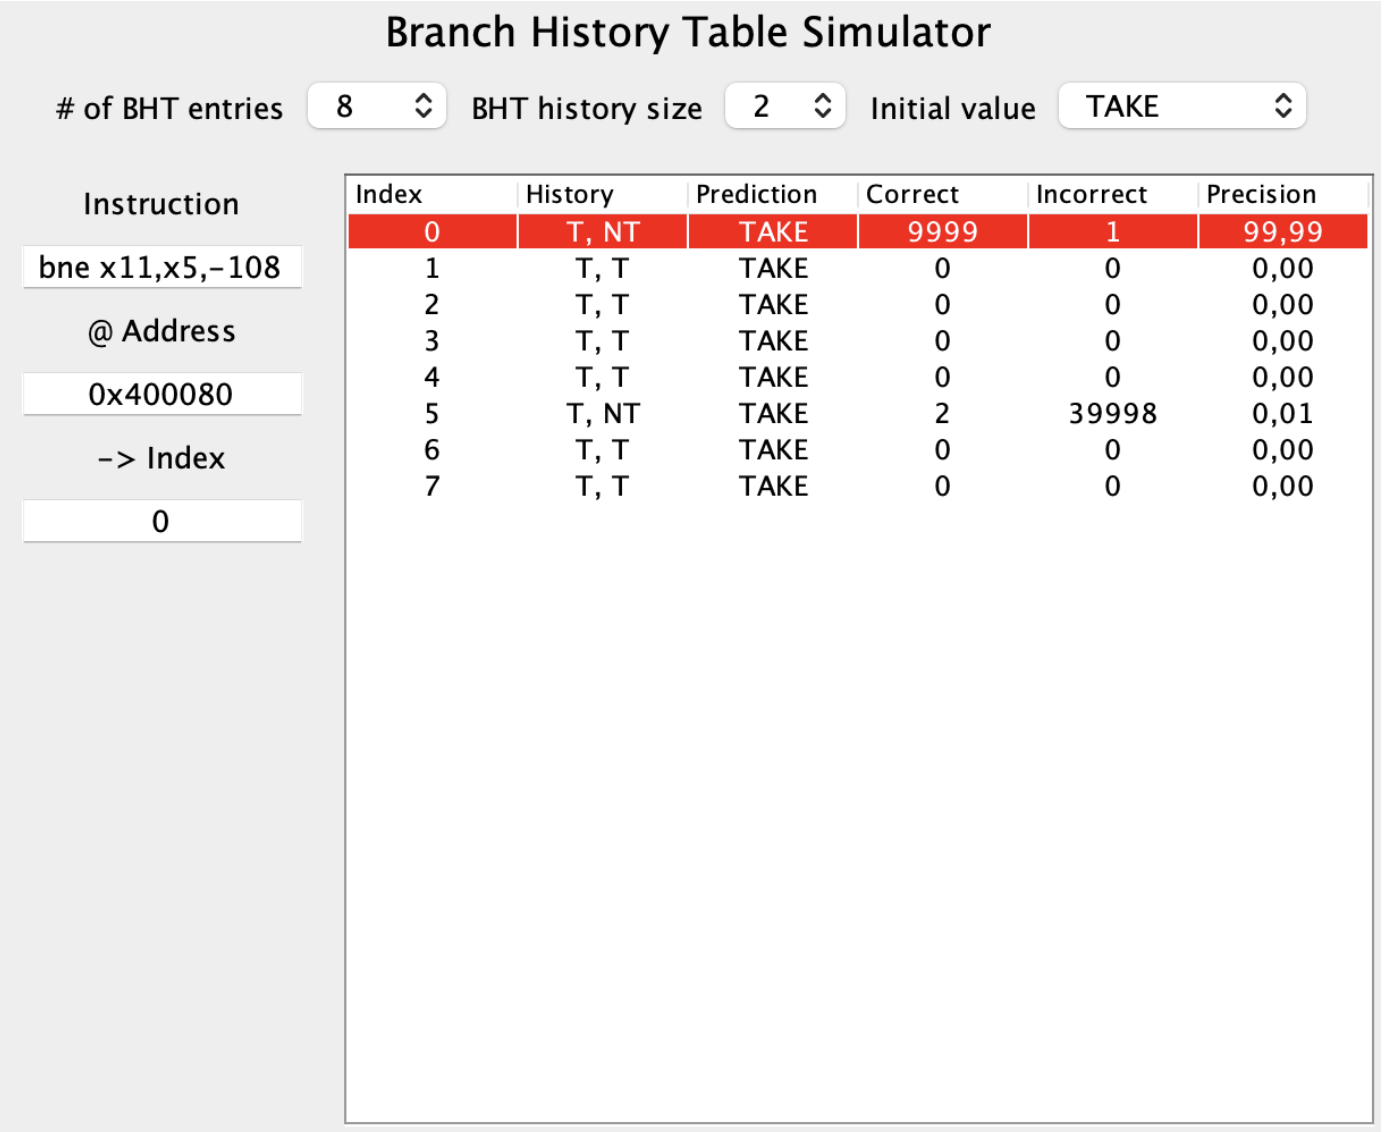 Branch History Table Simulator
# of BHT entries 8 BHT history size 2 Initial value TAKE
Instruction
bne x11,x5,-108
@ Address
0x400080
-> Index
0
Index History Prediction Correct Incorrect Precision
0 T, NT TAKE 9999 1 99,99
1 T, T TAKE 0 0 0,00
2 T, T TAKE 0 0 0,00
3 T, T TAKE 0 0 0,00
4 T, T TAKE 0 0 0,00
5 T, NT TAKE 2 39998 0,01
6 T, T TAKE 0 0 0,00
7 T, T TAKE 0 0 0,00